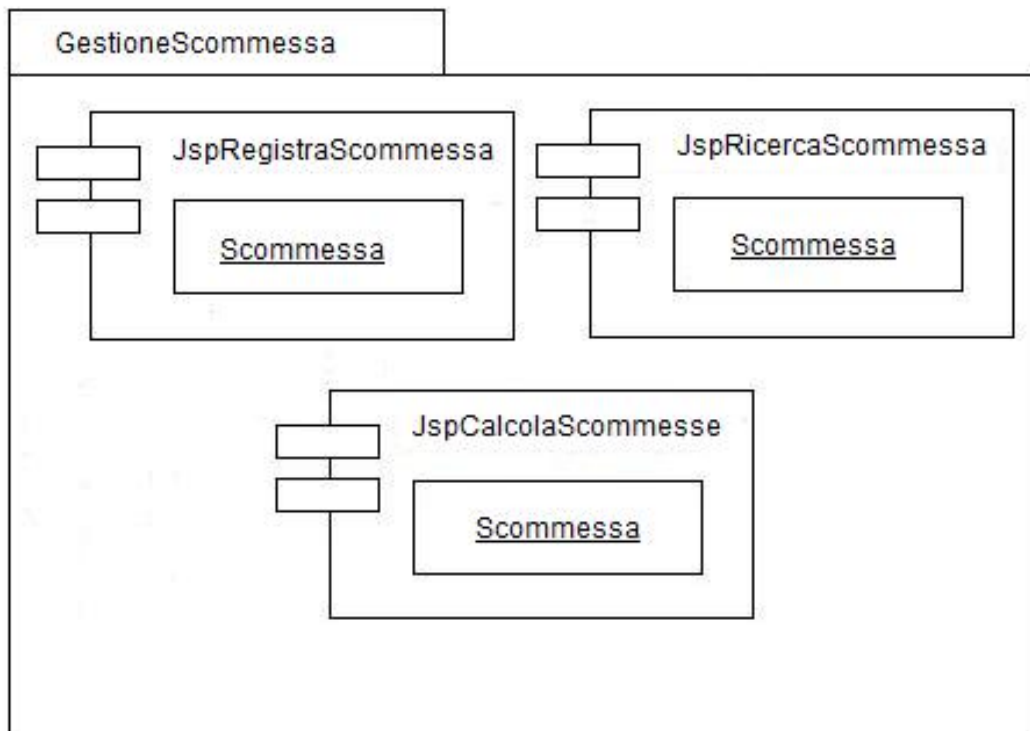 GestioneScommessa
JspRegistraScommessa
Scommessa
JspRicercaScommessa
Scommessa
JspCalcolaScommesse
Scommessa